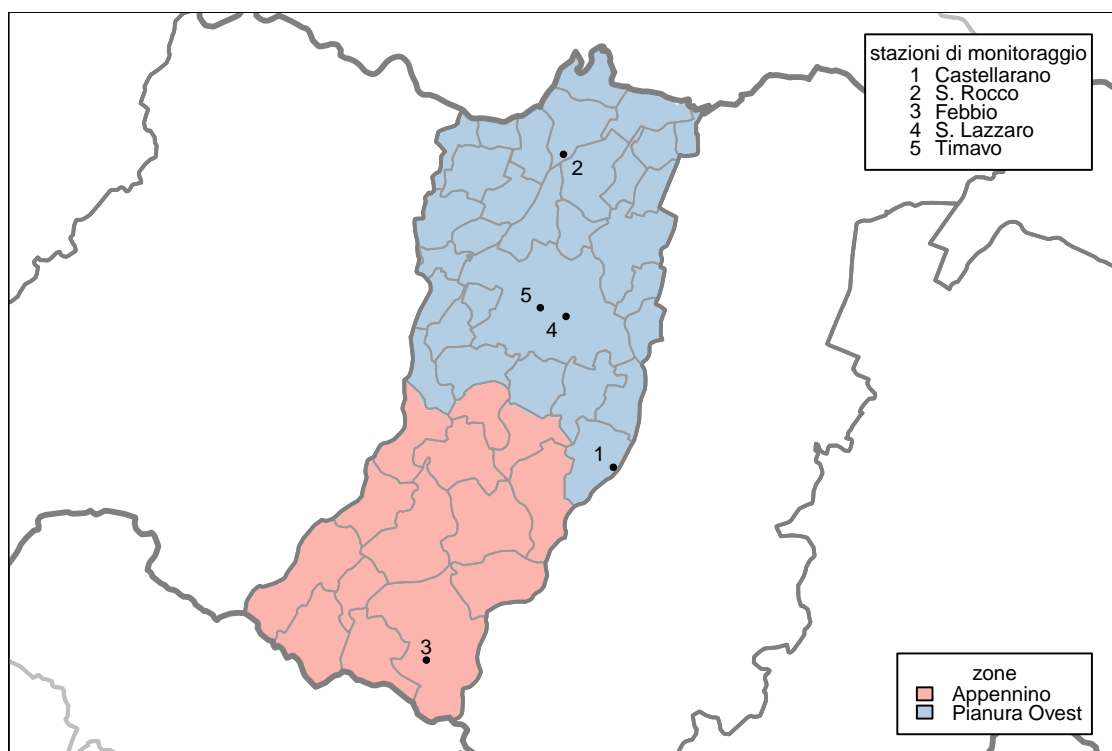 stazioni di monitoraggio
1 Castellarano
2 S. Rocco
3 Febbio
4 S. Lazzaro
5 Timavo
2
5
4
1
3
zone
Appennino
Pianura Ovest